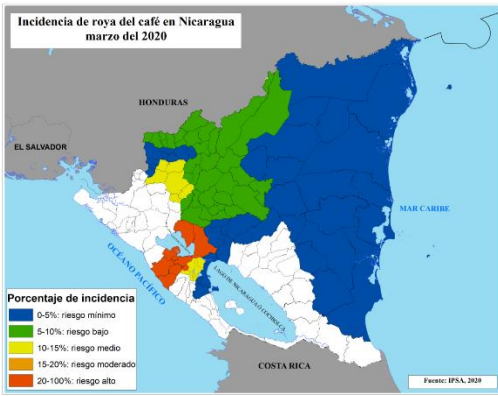 Incidencia de roya del café en Nicaragua
marzo del 2020
HONDURAS
EL SALVADOR
MAR CARIBE
OCÉANO PACÍFICO
LAGO DE NICARAGUA O COCIBOLCA
COSTA RICA
Porcentaje de incidencia
0-5%: riesgo mínimo
5-10%: riesgo bajo
10-15%: riesgo medio
15-20%: riesgo moderado
20-100%: riesgo alto
Fuente: IPSA, 2020